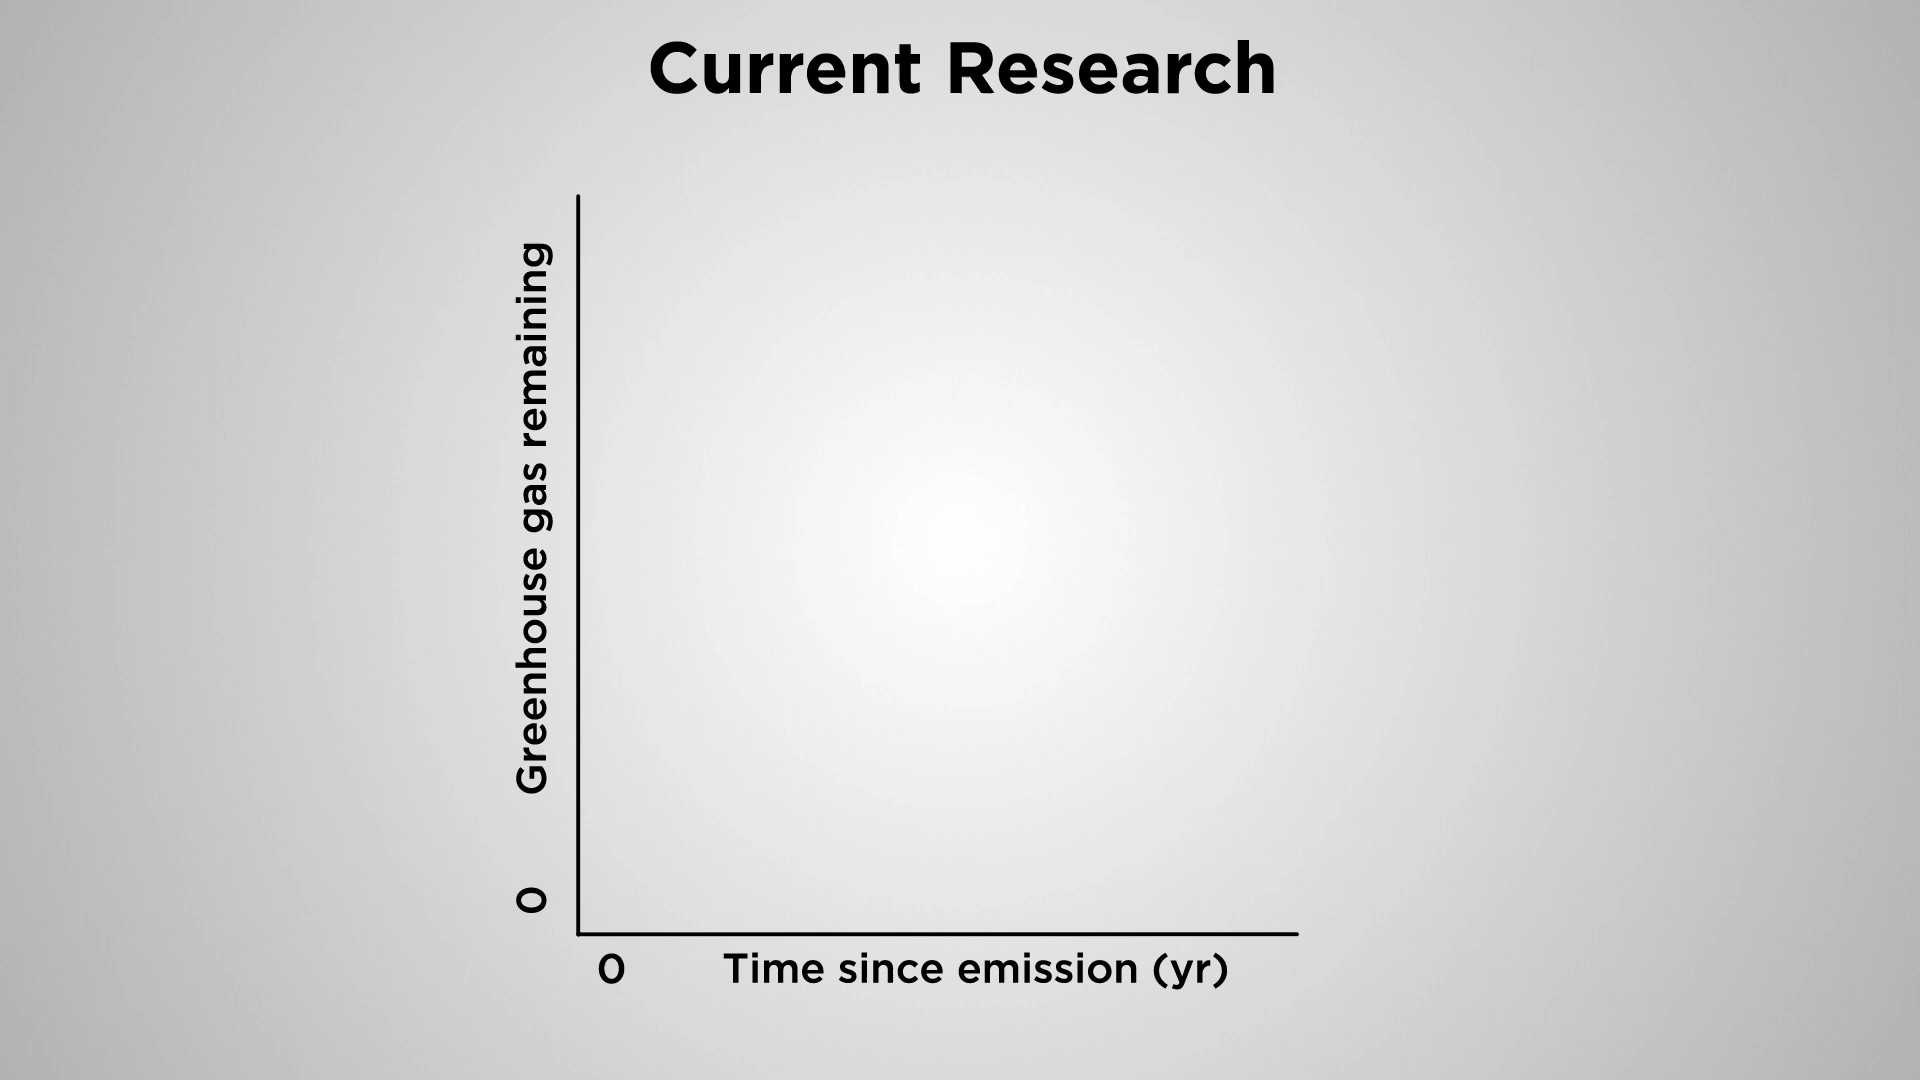 Current Research
Greenhouse gas remaining
0
0
Time since emission (yr)